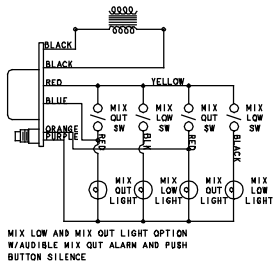 BLACK
BLACK
RED
YELLOW
BLUE
ORANGE
PURPLE
MIX OUT SW
MIX LOW SW
MIX OUT SW
MIX LOW SW
RED
BLK
RED
BLACK
MIX OUT LIGHT
MIX LOW LIGHT
MIX OUT LIGHT
MIX LOW LIGHT
MIX LOW AND MIX OUT LIGHT OPTION
W/AUDIBLE MIX OUT ALARM AND PUSH
BUTTON SILENCE